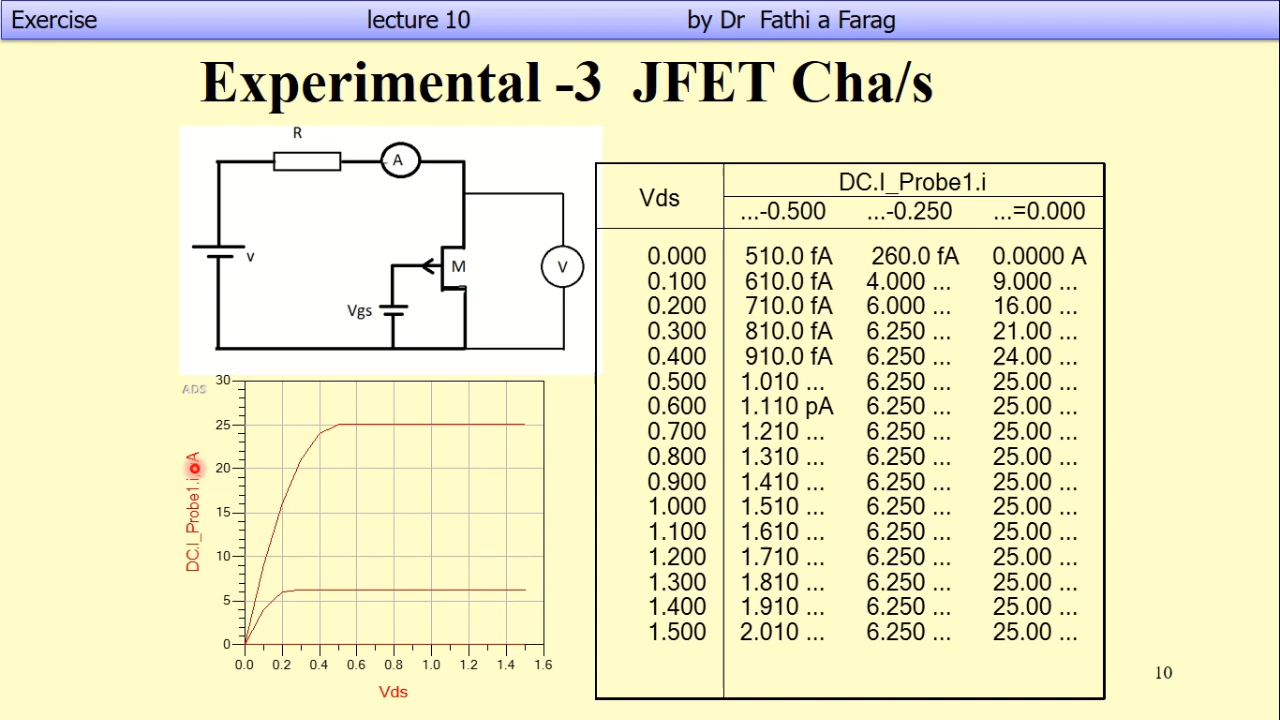 Exercise lecture 10 by Dr Fathi a Farag
Experimental -3 JFET Cha/s
R
A
v
M
V
Vgs
Vds DC.I_Probe1.i
...-0.500 ...-0.250 ...=0.000
0.000 510.0 fA 260.0 fA 0.0000 A
0.100 610.0 fA 4.000 ... 9.000 ...
0.200 710.0 fA 6.000 ... 16.00 ...
0.300 810.0 fA 6.250 ... 21.00 ...
0.400 910.0 fA 6.250 ... 24.00 ...
0.500 1.010 ... 6.250 ... 25.00 ...
0.600 1.110 pA 6.250 ... 25.00 ...
0.700 1.210 ... 6.250 ... 25.00 ...
0.800 1.310 ... 6.250 ... 25.00 ...
0.900 1.410 ... 6.250 ... 25.00 ...
1.000 1.510 ... 6.250 ... 25.00 ...
1.100 1.610 ... 6.250 ... 25.00 ...
1.200 1.710 ... 6.250 ... 25.00 ...
1.300 1.810 ... 6.250 ... 25.00 ...
1.400 1.910 ... 6.250 ... 25.00 ...
1.500 2.010 ... 6.250 ... 25.00 ...
ADS
30
25
20
15
10
5
0
DC.I_Probe1.i,
0.0 0.2 0.4 0.6 0.8 1.0 1.2 1.4 1.6
Vds
10